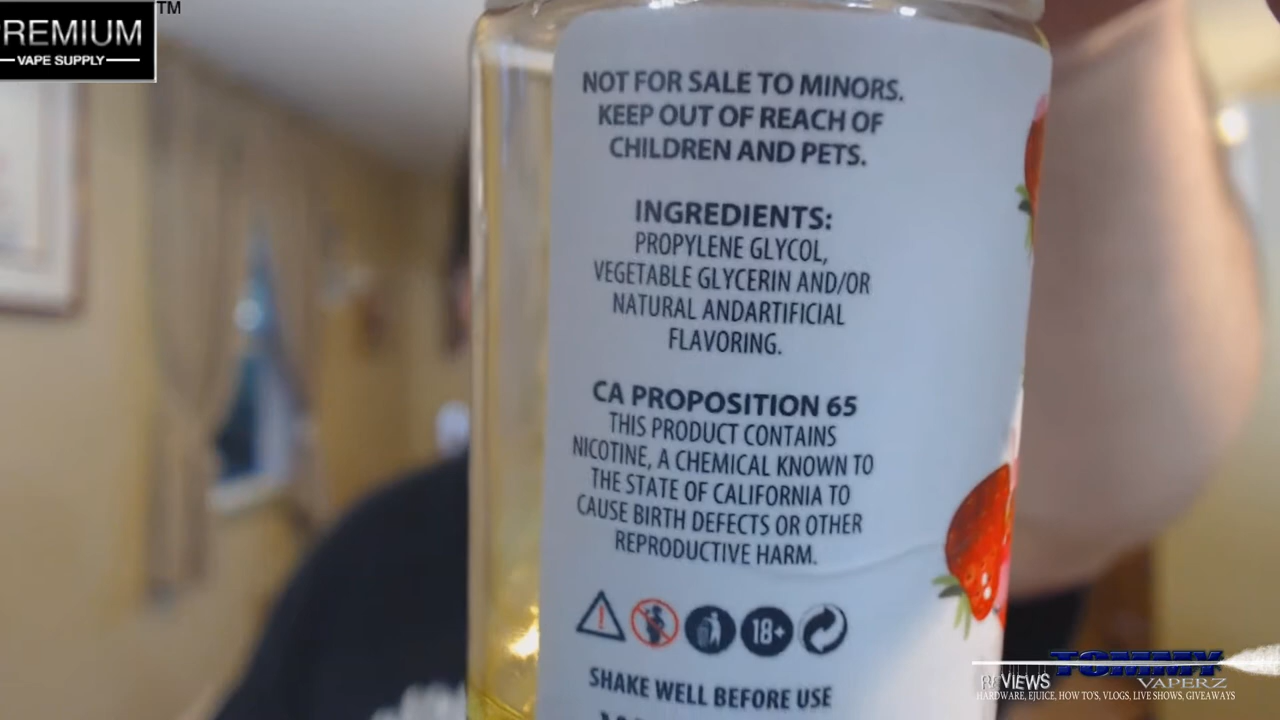 TM
REMIUM
VAPE SUPPLY
NOT FOR SALE TO MINORS.
KEEP OUT OF REACH OF
CHILDREN AND PETS.
INGREDIENTS:
PROPYLENE GLYCOL,
VEGETABLE GLYCERIN AND/OR
NATURAL ANDARTIFICIAL
FLAVORING.
CA PROPOSITION 65
THIS PRODUCT CONTAINS
NICOTINE, A CHEMICAL KNOWN TO
THE STATE OF CALIFORNIA TO
CAUSE BIRTH DEFECTS OR OTHER
REPRODUCTIVE HARM.
18+
SHAKE WELL BEFORE USE
TOMMY
REVIEWS VAPERZ
HARDWARE, EJUICE, HOW TO'S, VLOGS, LIVE SHOWS, GIVEAWAYS